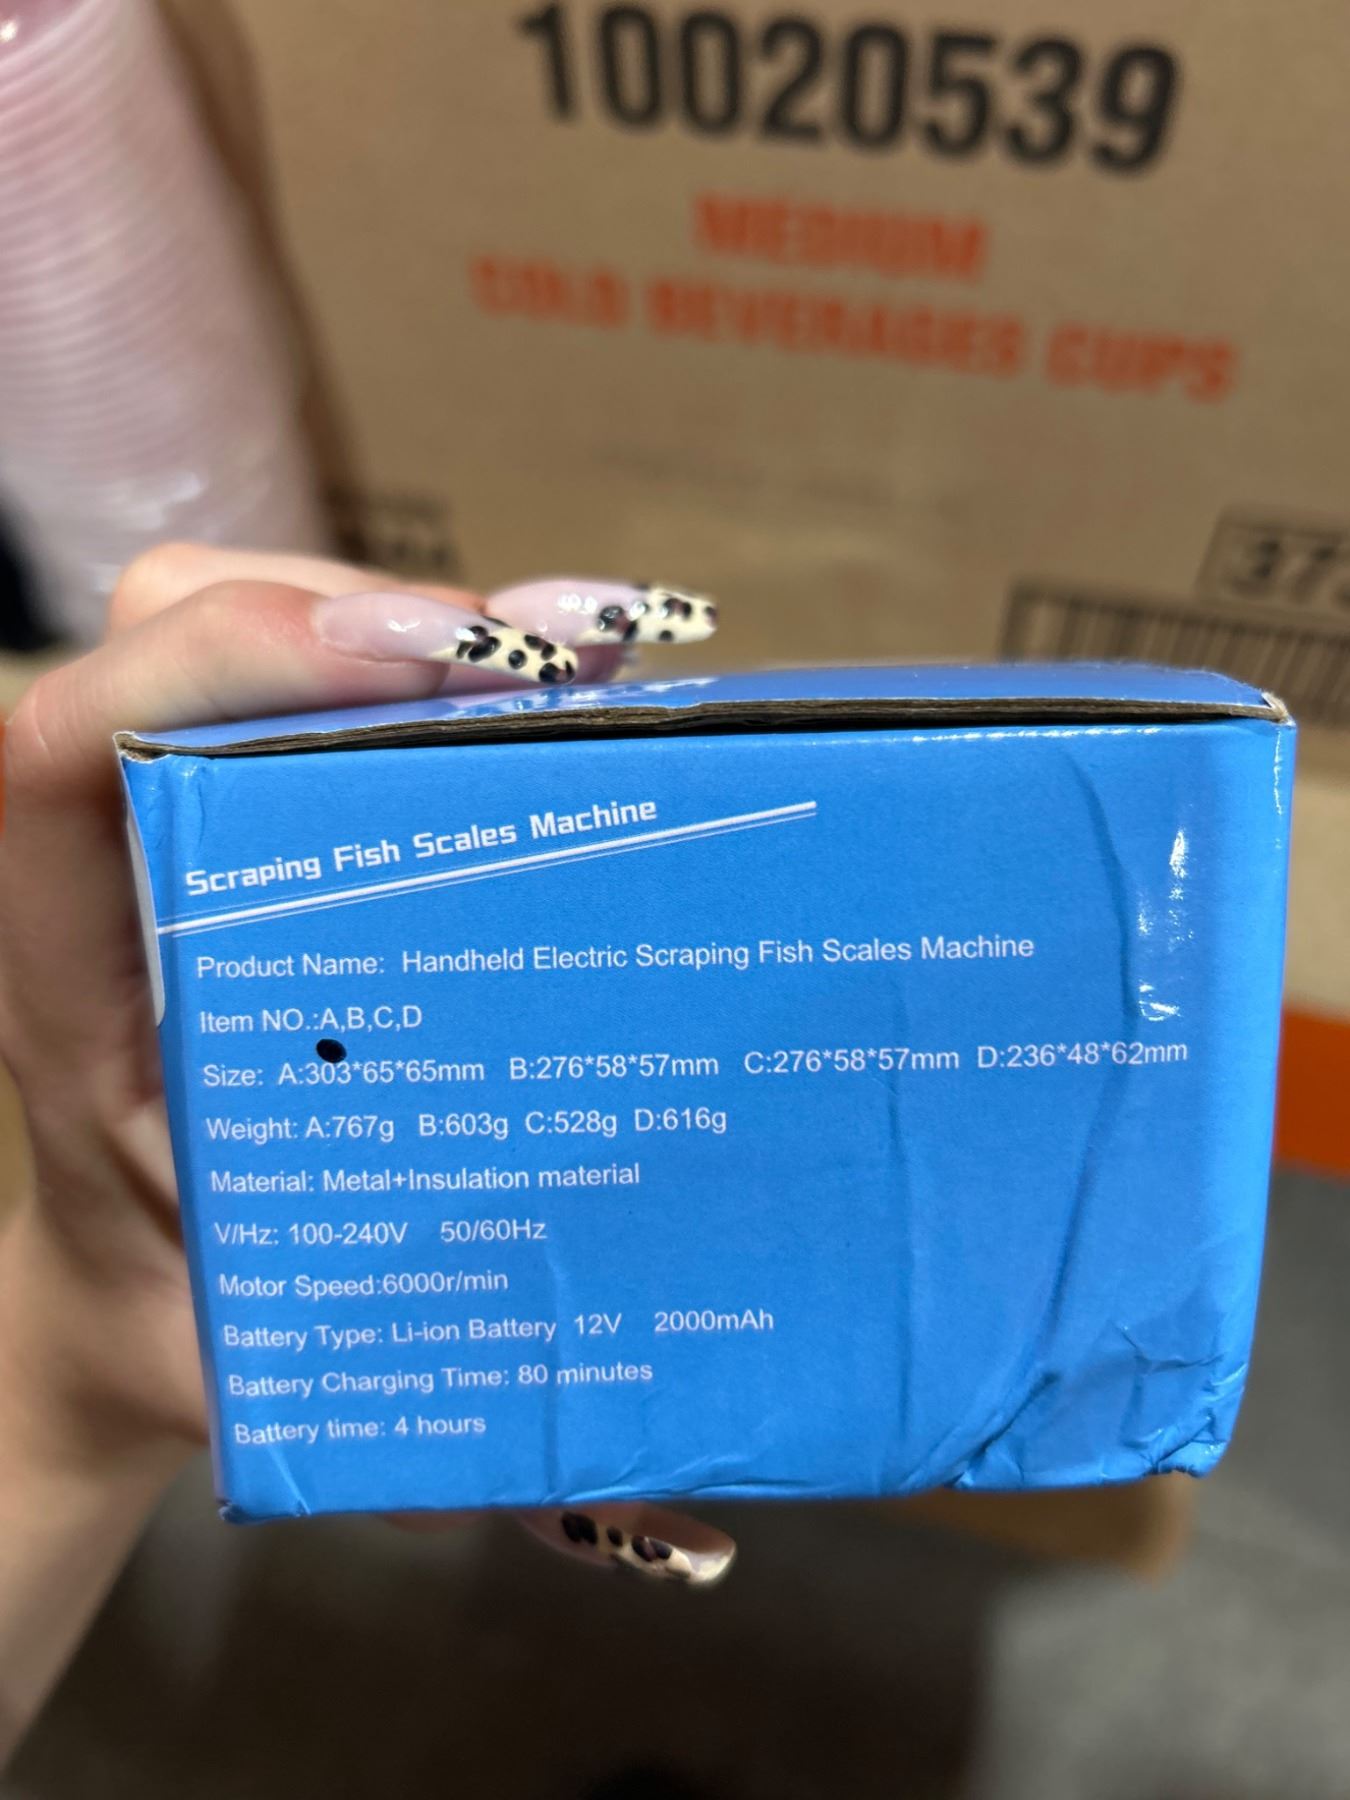 10020539
MEDIUM
COLD BEVERAGES CUPS
373
Scraping Fish Scales Machine
Product Name: Handheld Electric Scraping Fish Scales Machine
Item NO.:A,B,C,D
Size: A:303*65*65mm B:276*58*57mm C:276*58*57mm D:236*48*62mm
Weight: A:767g B:603g C:528g D:616g
Material: Metal+Insulation material
V/Hz: 100-240V 50/60Hz
Motor Speed:6000r/min
Battery Type: Li-ion Battery 12V 2000mAh
Battery Charging Time: 80 minutes
Battery time: 4 hours